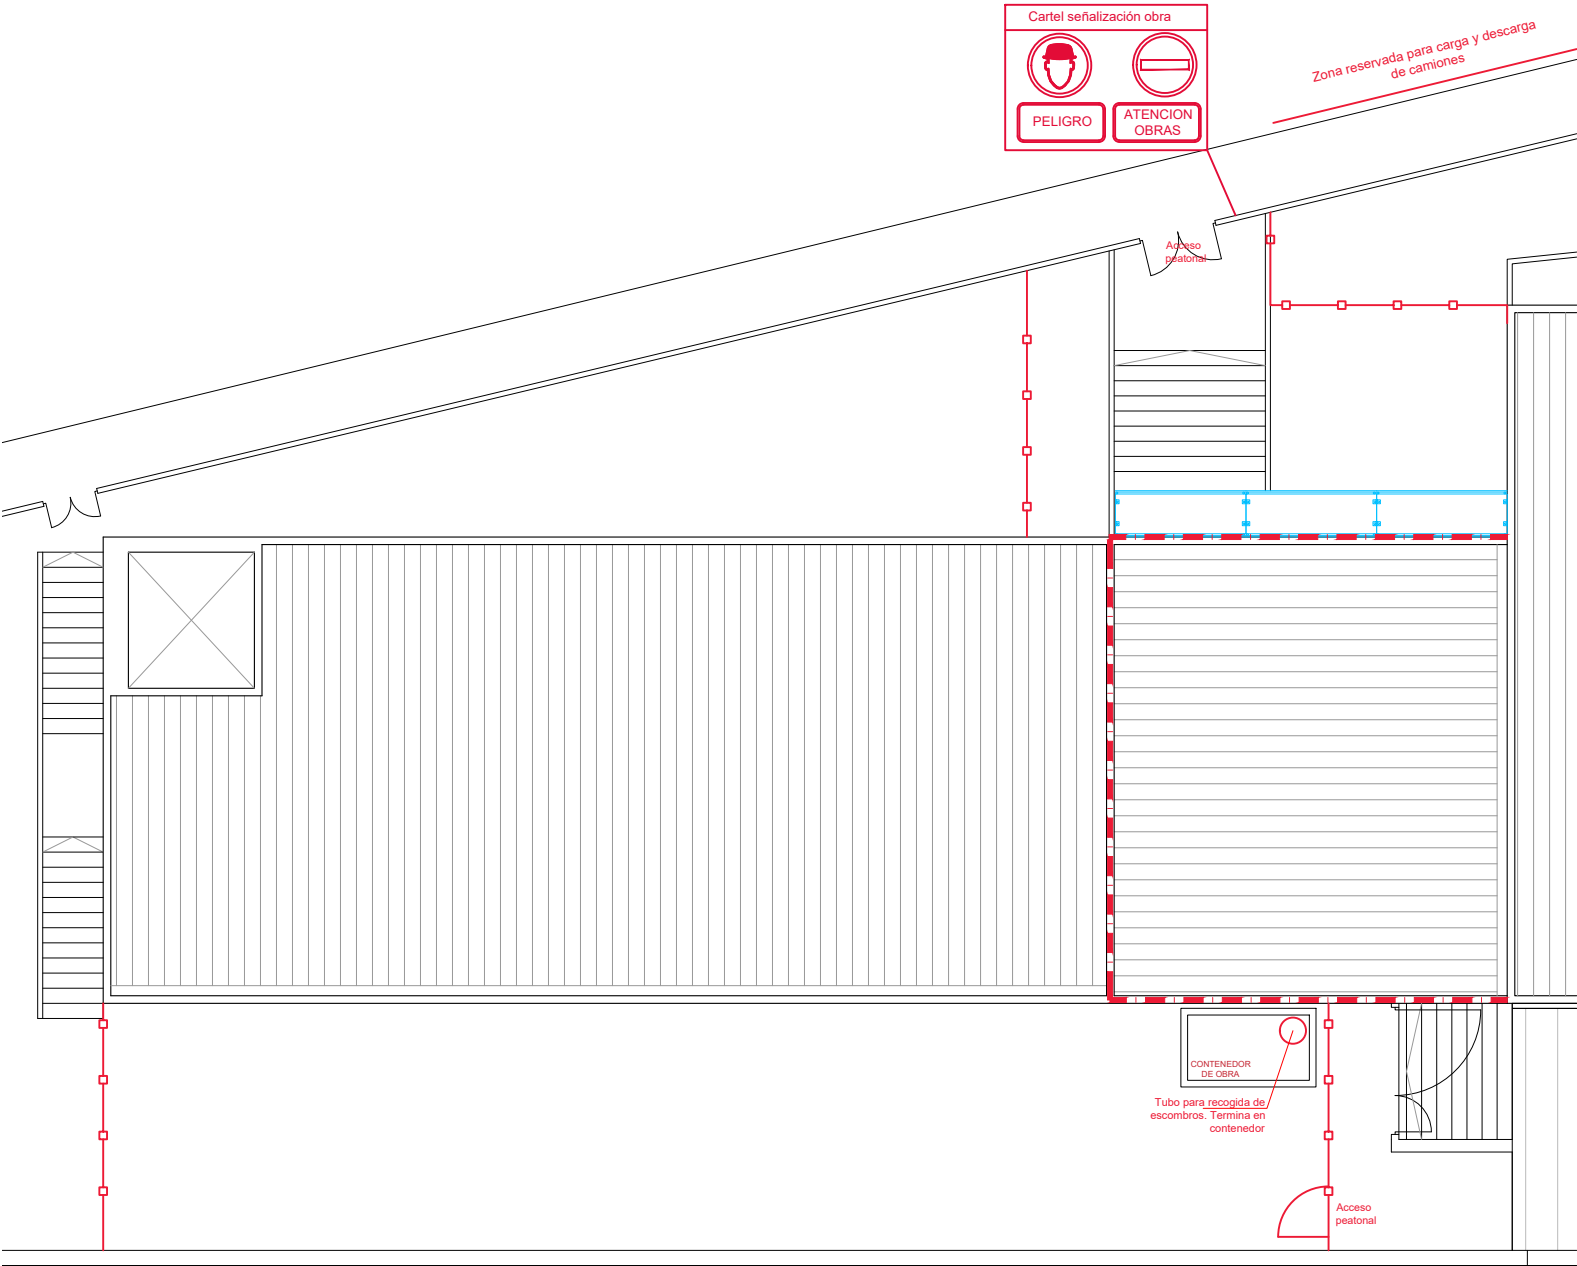 Cartel señalización obra
PELIGRO
ATENCION
OBRAS
Zona reservada para carga y descarga
de camiones
Acceso
peatonal
CONTENEDOR
DE OBRA
Tubo para recogida de
escombros. Termina en
contenedor
Acceso
peatonal